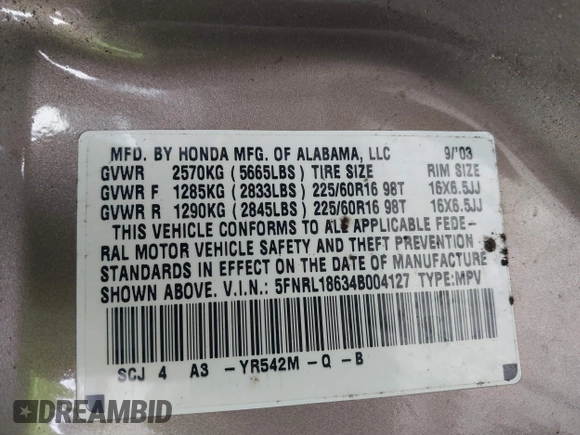 MFD. BY HONDA MFG. OF ALABAMA, LLC 9/'03
GVWR 2570KG (5665LBS) TIRE SIZE RIM SIZE
GVWR F 1285KG (2833LBS) 225/60R16 98T 16X6.5JJ
GVWR R 1290KG (2845LBS) 225/60R16 98T 16X6.5JJ
THIS VEHICLE CONFORMS TO ALL APPLICABLE FEDE-
RAL MOTOR VEHICLE SAFETY AND THEFT PREVENTION
STANDARDS IN EFFECT ON THE DATE OF MANUFACTURE
SHOWN ABOVE. V.I.N.: 5FNRL18634B004127 TYPE:MPV
SCJ 4 A3 -YR542M-Q -B
DREAMBID